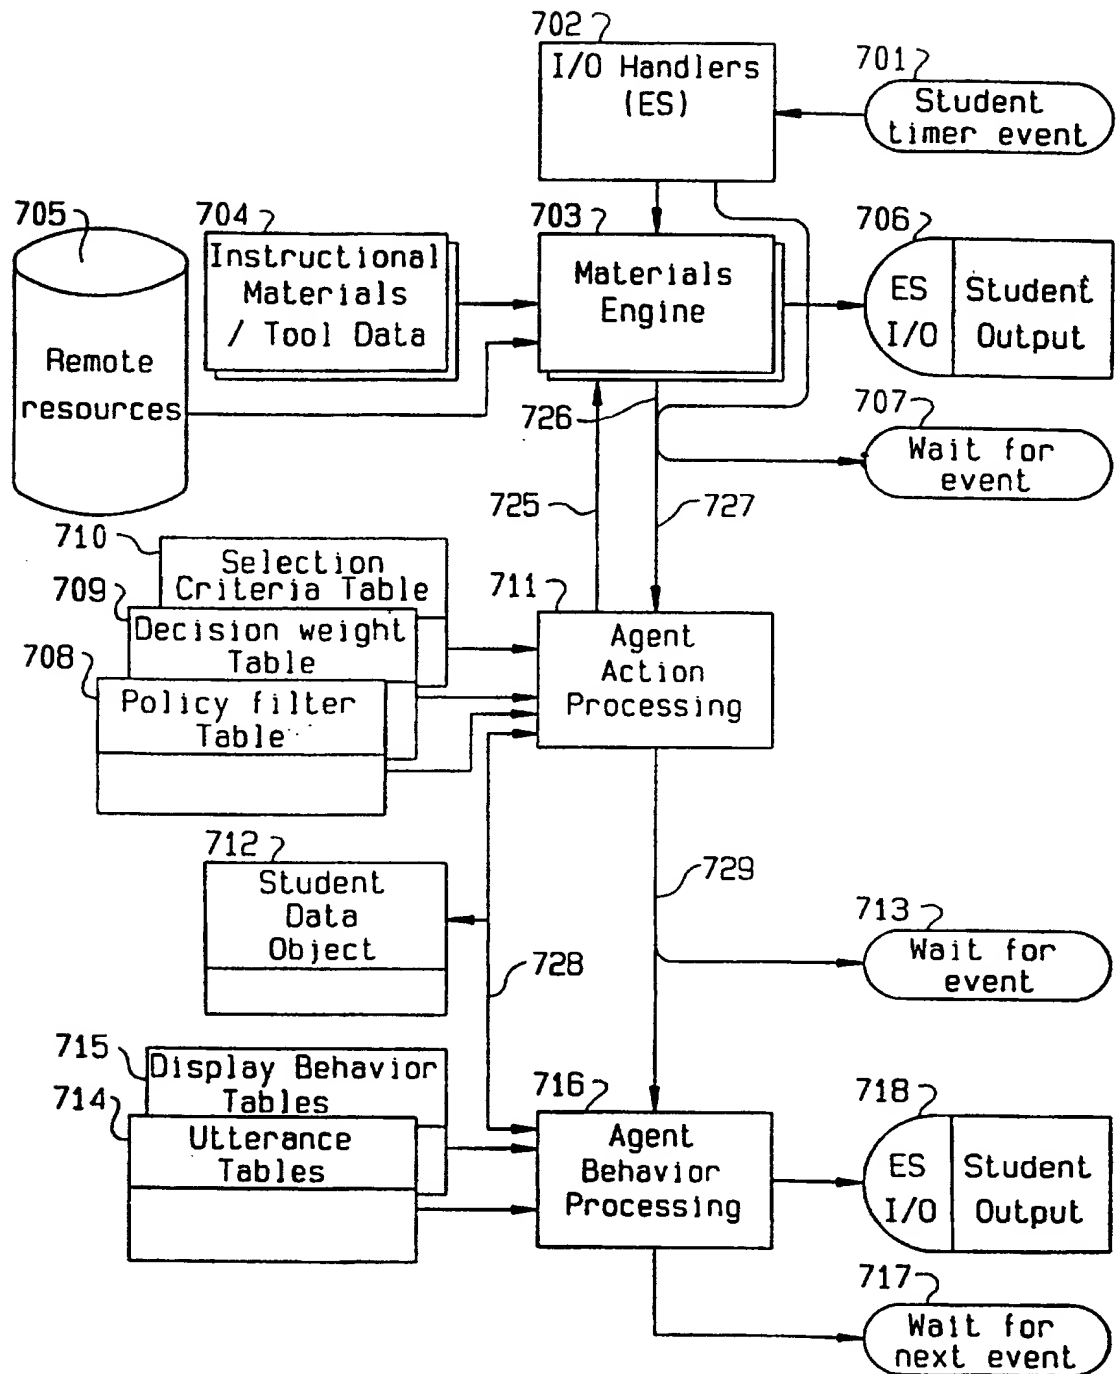 702
I/O Handlers
(ES)
701
Student
timer event
705
Remote
resources
704
Instructional
Materials
/ Tool Data
703
Materials
Engine
706
ES
I/O
Student
Output
726
707
Wait for
event
725
727
710
Selection
Criteria Table
709
Decision weight
Table
708
Policy filter
Table
711
Agent
Action
Processing
712
Student
Data
Object
728
729
713
Wait for
event
715
Display Behavior
Tables
714
Utterance
Tables
716
Agent
Behavior
Processing
718
ES
I/O
Student
Output
717
Wait for
next event